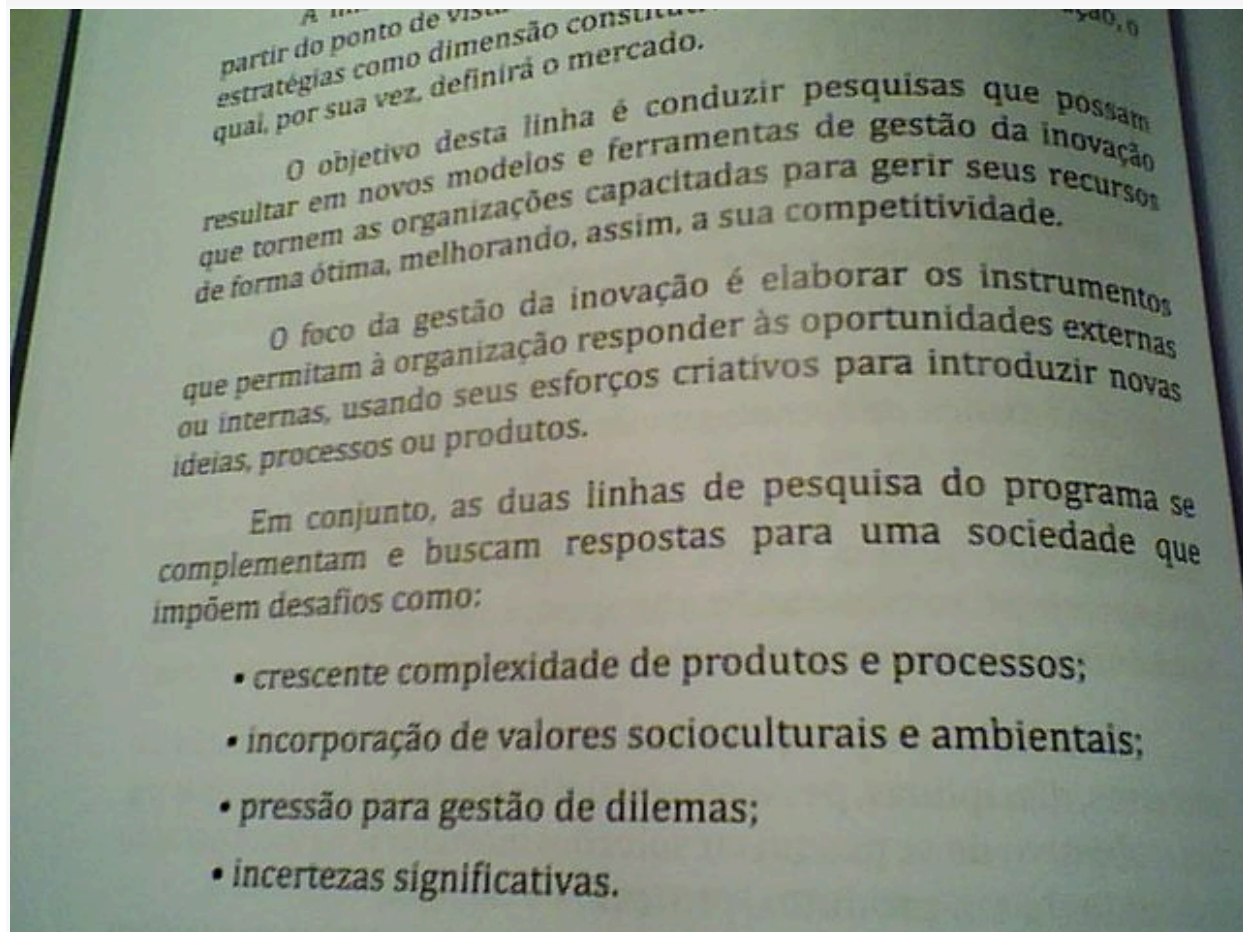 partir do ponto de
estratégias como dimensão
qual, por sua vez, definirá o mercado.
O objetivo desta linha é conduzir pesquisas que possam
resultar em novos modelos e ferramentas de gestão da inovação
que tornem as organizações capacitadas para gerir seus recursos
de forma ótima, melhorando, assim, a sua competitividade.
O foco da gestão da inovação é elaborar os instrumentos
que permitam à organização responder às oportunidades externas
ou internas, usando seus esforços criativos para introduzir novas
ideias, processos ou produtos.
Em conjunto, as duas linhas de pesquisa do programa se
complementam e buscam respostas para uma sociedade que
impõem desafios como:
• crescente complexidade de produtos e processos;
• incorporação de valores socioculturais e ambientais;
• pressão para gestão de dilemas;
• incertezas significativas.